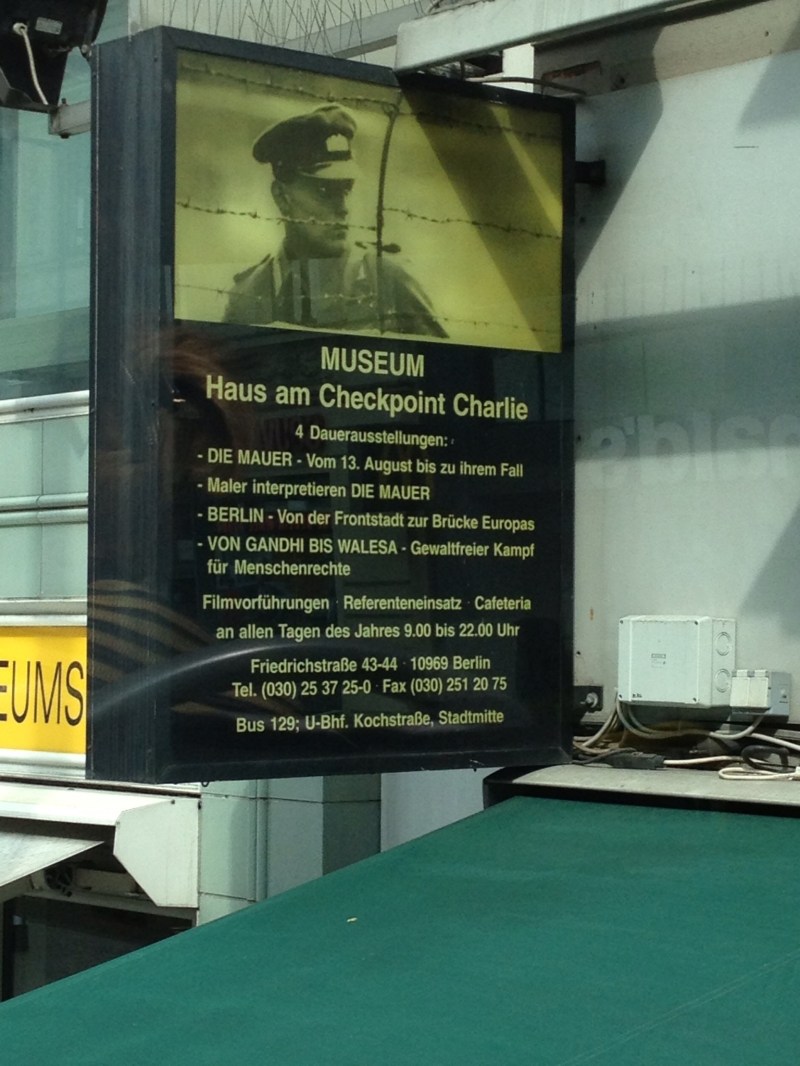 MUSEUM
Haus am Checkpoint Charlie
4 Dauerausstellungen:
- DIE MAUER - Vom 13. August bis zu ihrem Fall
- Maler interpretieren DIE MAUER
- BERLIN - Von der Frontstadt zur Brücke Europas
- VON GANDHI BIS WALESA - Gewaltfreier Kampf
für Menschenrechte
Filmvorführungen · Referenteneinsatz · Cafeteria
an allen Tagen des Jahres 9.00 bis 22.00 Uhr
Friedrichstraße 43-44 · 10969 Berlin
Tel. (030) 25 37 25-0 · Fax (030) 251 20 75
Bus 129; U-Bhf. Kochstraße, Stadtmitte
EUMS